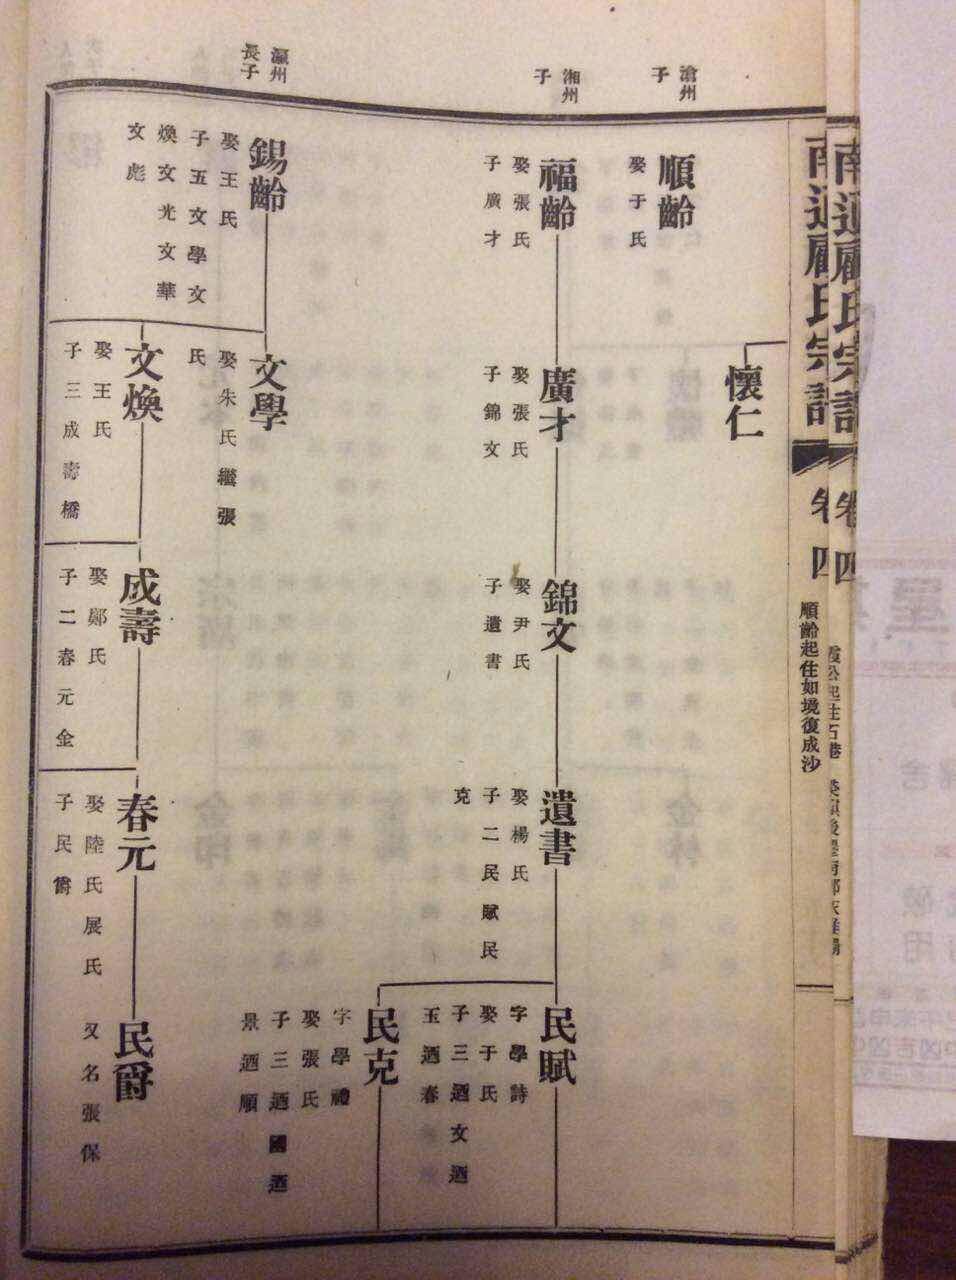 南通顧氏宗譜
卷四
順齡起住如境復成沙
滄州
子
順齡
娶于氏
懷仁
湘州
子
福齡
娶張氏
子廣才
廣才
娶張氏
子錦文
錦文
娶尹氏
子遺書
遺書
娶楊氏
子二民賦民
克
民賦
字學詩
娶于氏
子三迺文迺
玉迺春
民克
字學禮
娶張氏
子三迺國迺
景迺順
瀛州
長子
錫齡
娶王氏
子五文學文
煥文光文華
文彪
文學
娶朱氏繼張
氏
文煥
娶王氏
子三成壽橋
成壽
娶鄭氏
子二春元金
春元
娶陸氏展氏
子民爵
民爵
又名張保